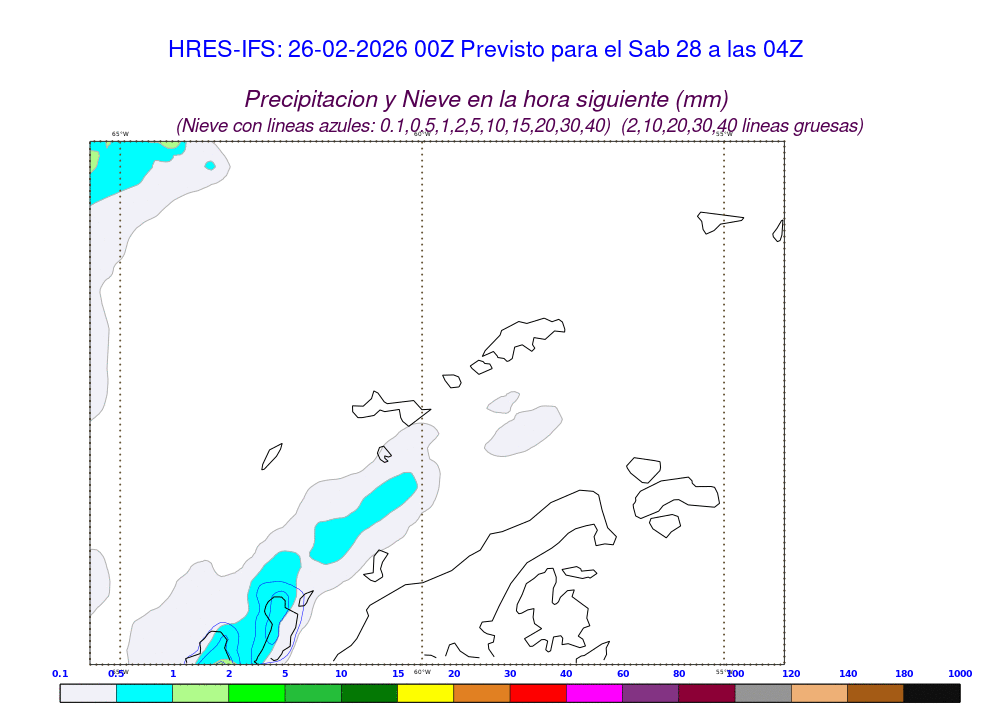 HRES-IFS: 26-02-2026 00Z Previsto para el Sab 28 a las 04Z
Precipitacion y Nieve en la hora siguiente (mm)
(Nieve con lineas azules: 0.1,0.5,1,2,5,10,15,20,30,40)  (2,10,20,30,40 lineas gruesas)
65°W 60°W 55°W
65°W 60°W 55°W
0.1 0.5 1 2 5 10 15 20 30 40 60 80 100 120 140 180 1000